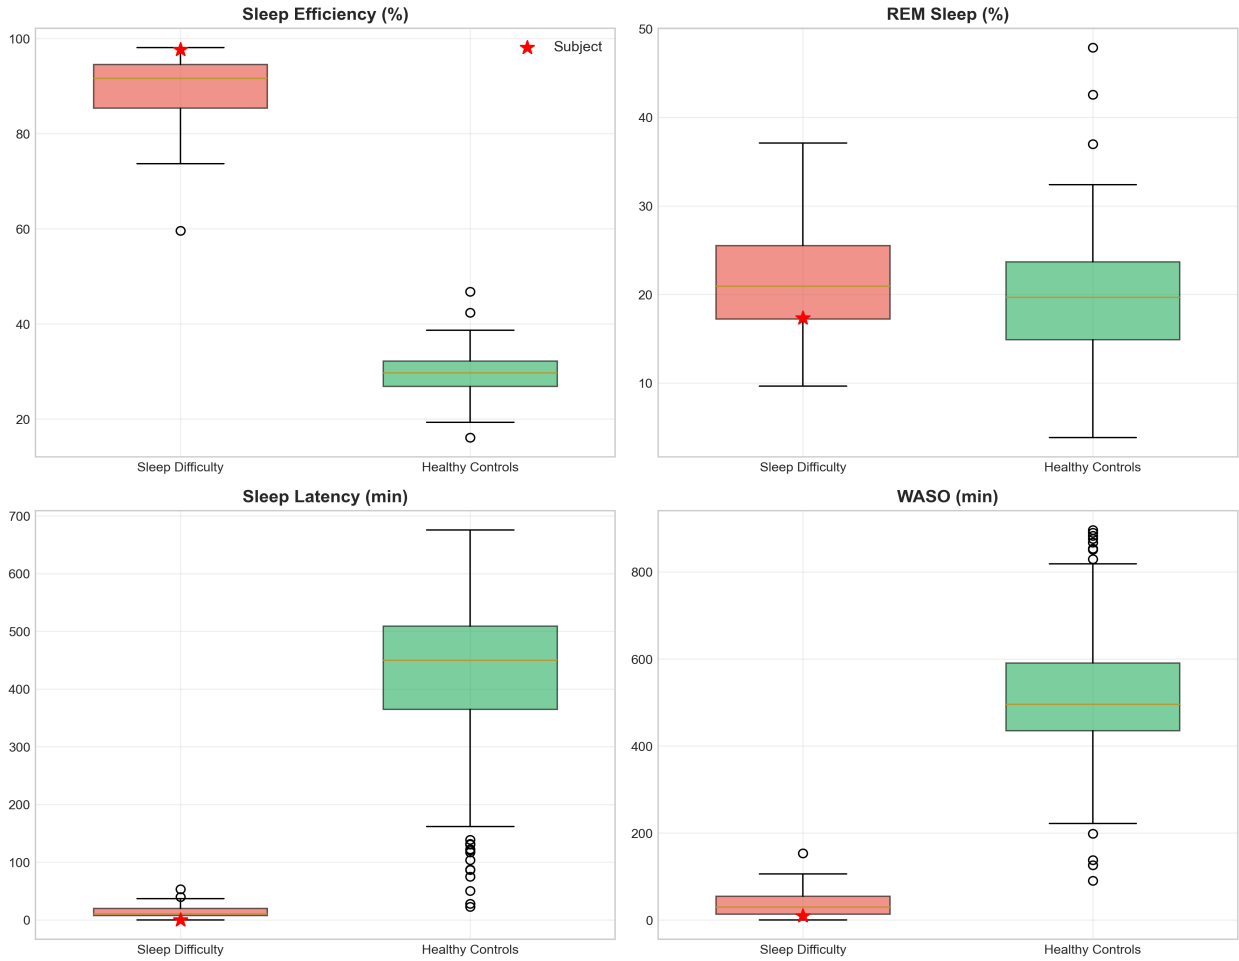 Sleep Efficiency (%)
100
80
60
40
20
Subject
Sleep Difficulty
Healthy Controls
REM Sleep (%)
50
40
30
20
10
Sleep Difficulty
Healthy Controls
Sleep Latency (min)
700
600
500
400
300
200
100
0
Sleep Difficulty
Healthy Controls
WASO (min)
800
600
400
200
0
Sleep Difficulty
Healthy Controls